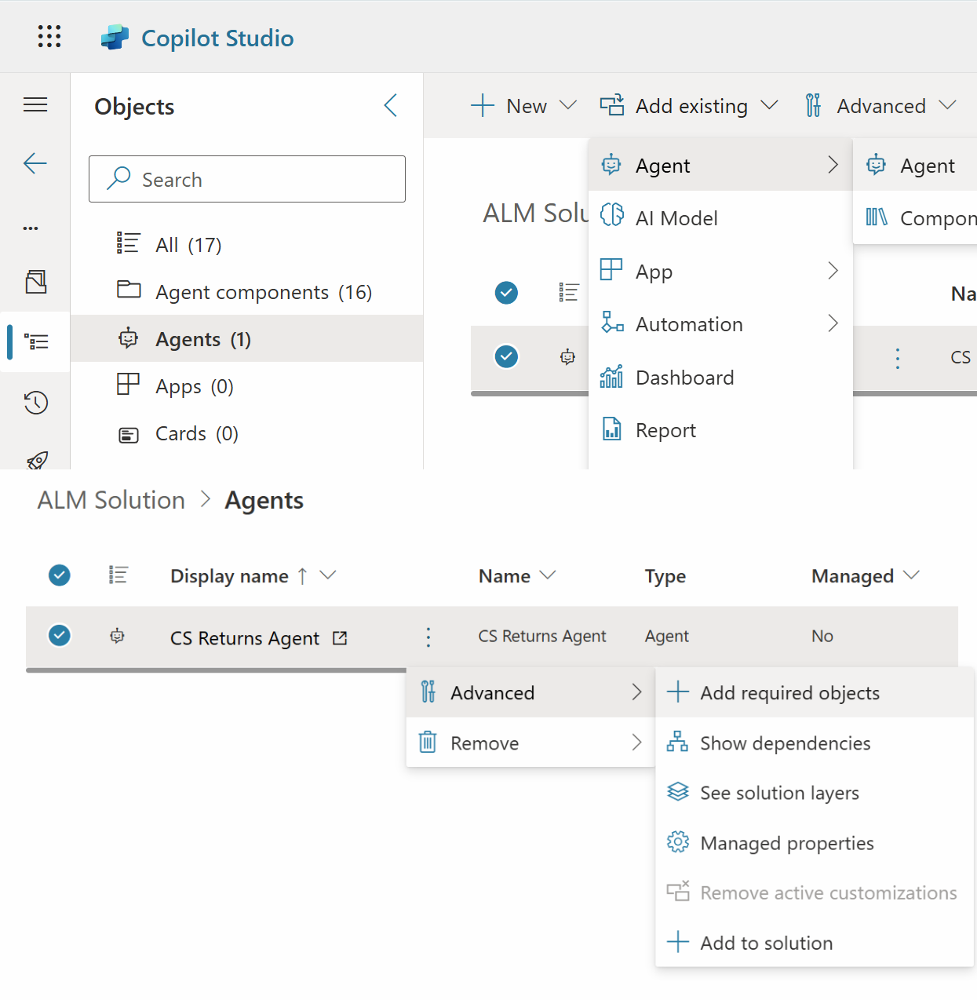 Copilot Studio
Objects
New
Add existing
Advanced
Search
Agent
Agent
ALM Solu
AI Model
Compon
All (17)
App
Agent components (16)
Na
Automation
Agents (1)
CS
Dashboard
Apps (0)
Report
Cards (0)
ALM Solution > Agents
Display name ↑
Name
Type
Managed
CS Returns Agent
CS Returns Agent
Agent
No
Advanced
Remove
Add required objects
Show dependencies
See solution layers
Managed properties
Remove active customizations
Add to solution